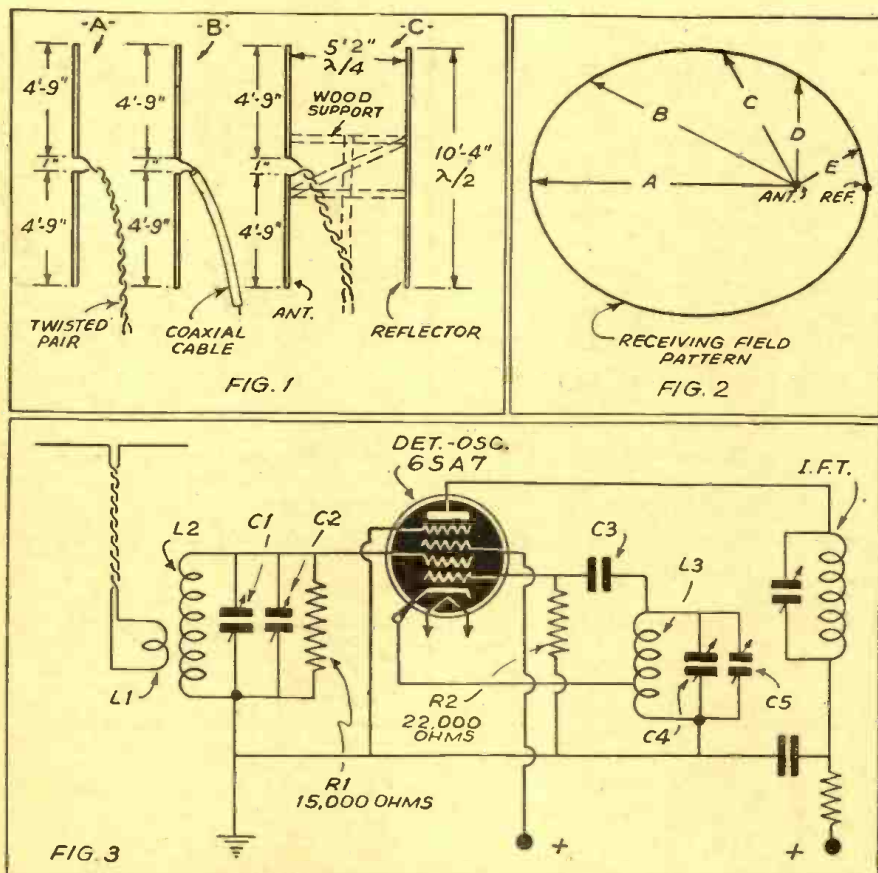 -A-
4'-9"
1"
4'-9"
TWISTED
PAIR
-B-
4'-9"
1"
4'-9"
COAXIAL
CABLE
-C-
5'2"
λ/4
4'-9"
WOOD
SUPPORT
1"
10'-4"
λ/2
4'-9"
ANT.
REFLECTOR
FIG. 1
A
B
C
D
E
ANT.
REF.
RECEIVING FIELD
PATTERN
FIG. 2
DET.-OSC.
6SA7
I.F.T.
L2
C1
C2
C3
L3
L1
R2
22,000
OHMS
C4
C5
R1
15,000 OHMS
+
+
FIG. 3